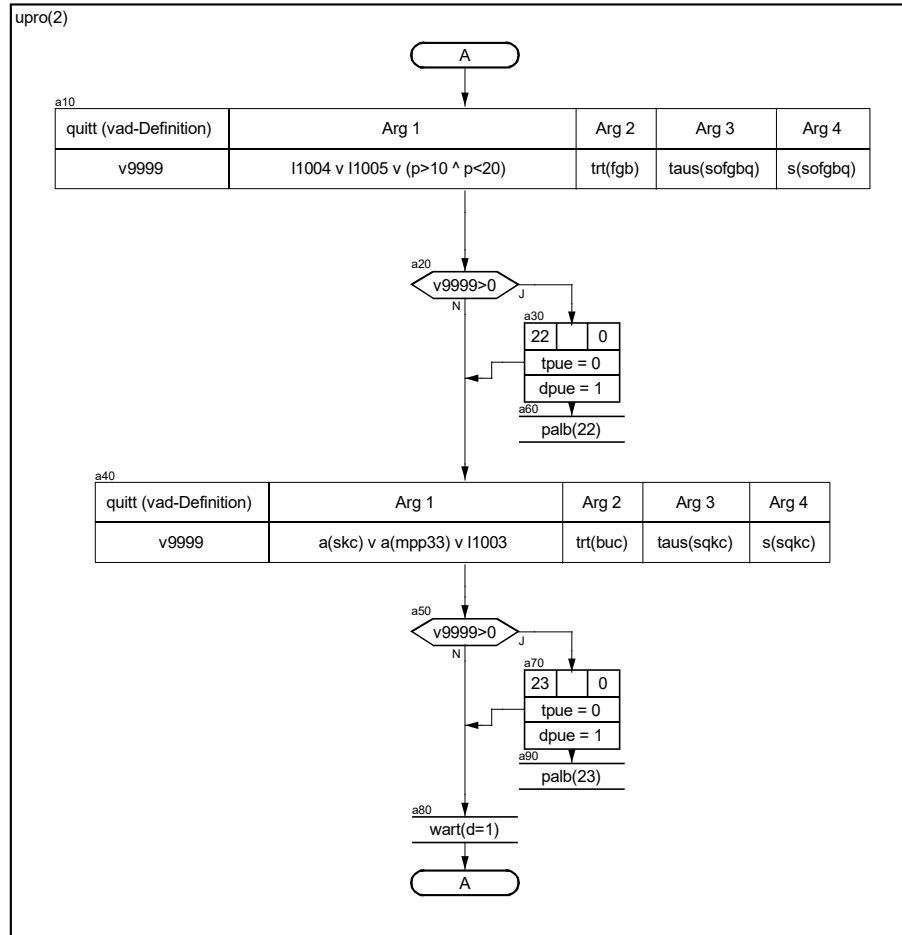 upro(2)
A
a10
quitt (vad-Definition) Arg 1 Arg 2 Arg 3 Arg 4
v9999 l1004 v l1005 v (p>10 ^ p<20) trt(fgb) taus(sofgbq) s(sofgbq)
a20
v9999>0
J
N
a30
22 0
tpue = 0
dpue = 1
a60
palb(22)
a40
quitt (vad-Definition) Arg 1 Arg 2 Arg 3 Arg 4
v9999 a(skc) v a(mpp33) v l1003 trt(buc) taus(sqkc) s(sqkc)
a50
v9999>0
J
N
a70
23 0
tpue = 0
dpue = 1
a90
palb(23)
a80
wart(d=1)
A